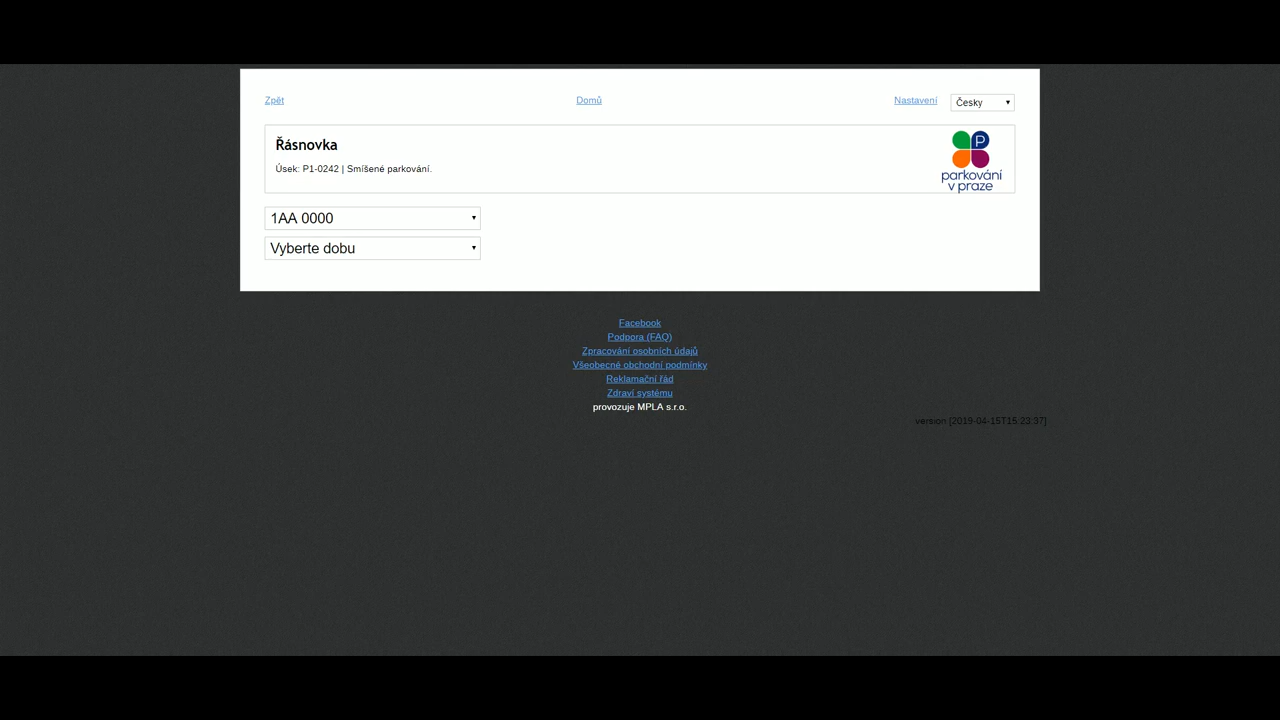 Zpět Domů Nastavení Česky
Řásnovka
Úsek: P1-0242 | Smíšené parkování.
P
parkování
v praze
1AA 0000
Vyberte dobu
Facebook
Podpora (FAQ)
Zpracování osobních údajů
Všeobecné obchodní podmínky
Reklamační řád
Zdraví systému
provozuje MPLA s.r.o.
version [2019-04-15T15:23:37]